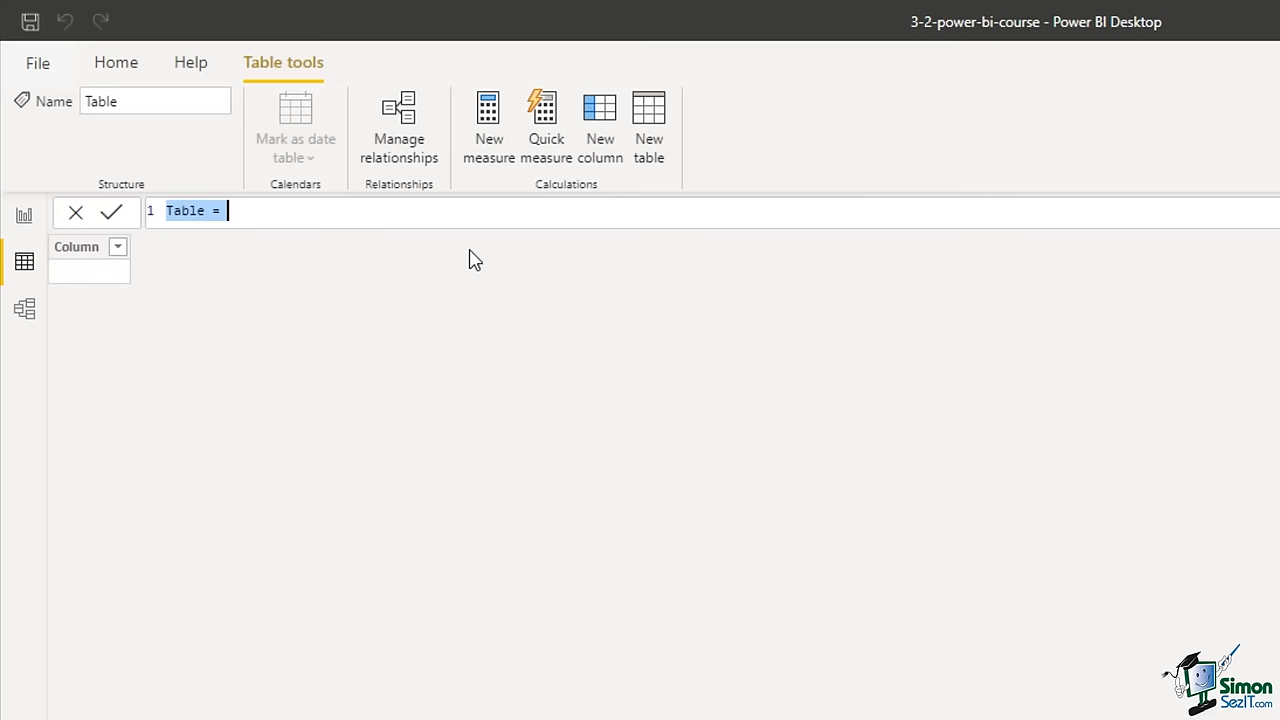 3-2-power-bi-course - Power BI Desktop
File Home Help Table tools
Name Table
Mark as date table
Manage relationships
New measure
Quick measure
New column
New table
Structure Calendars Relationships Calculations
1 Table =
Column
Simon
SezIT.com